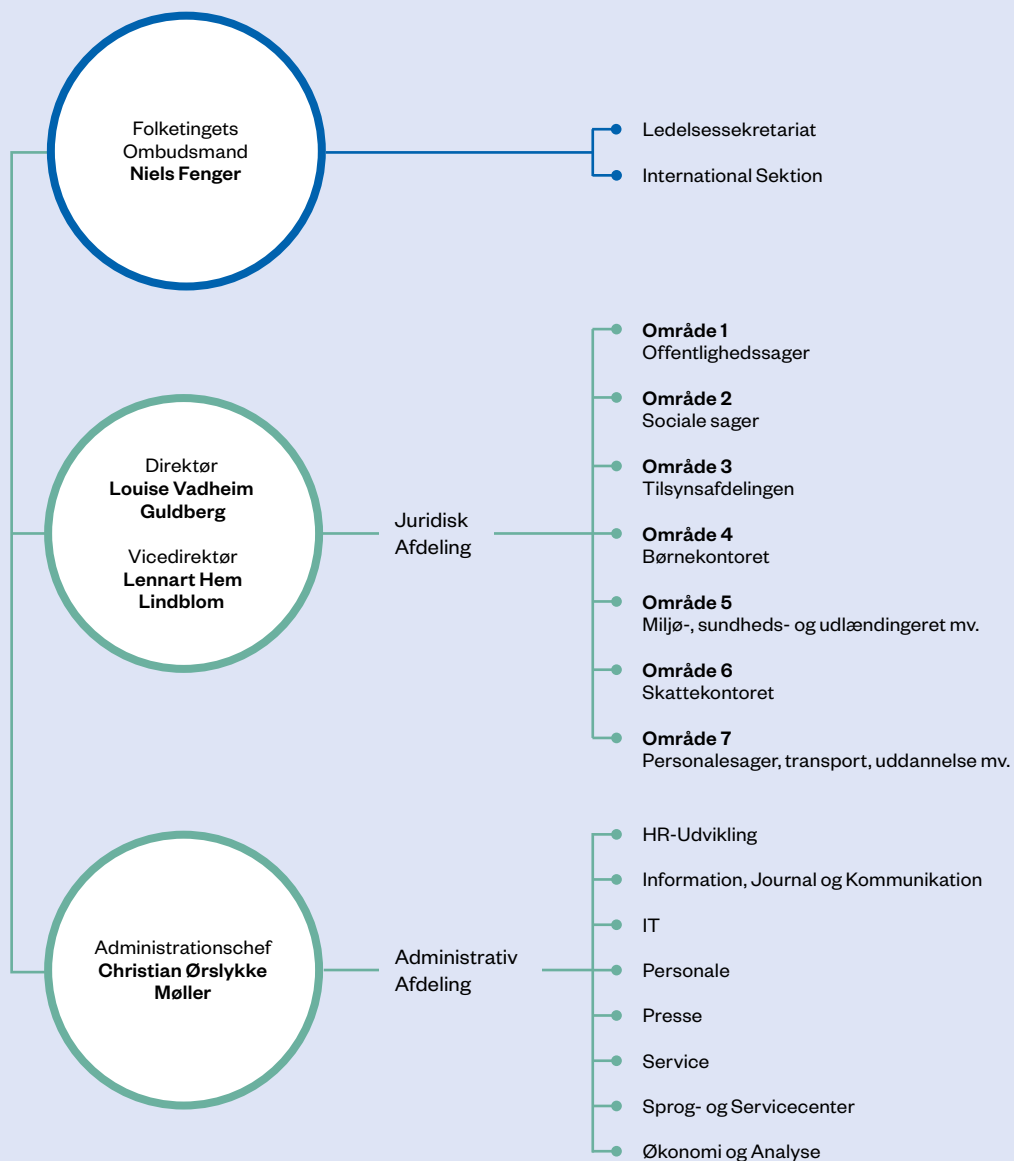 Folketingets
Ombudsmand
Niels Fenger
Ledelsessekretariat
International Sektion
Direktør
Louise Vadheim
Guldberg
Vicedirektør
Lennart Hem
Lindblom
Juridisk
Afdeling
Område 1
Offentlighedssager
Område 2
Sociale sager
Område 3
Tilsynsafdelingen
Område 4
Børnekontoret
Område 5
Miljø-, sundheds- og udlændingeret mv.
Område 6
Skattekontoret
Område 7
Personalesager, transport, uddannelse mv.
Administrationschef
Christian Ørslykke
Møller
Administrativ
Afdeling
HR-Udvikling
Information, Journal og Kommunikation
IT
Personale
Presse
Service
Sprog- og Servicecenter
Økonomi og Analyse